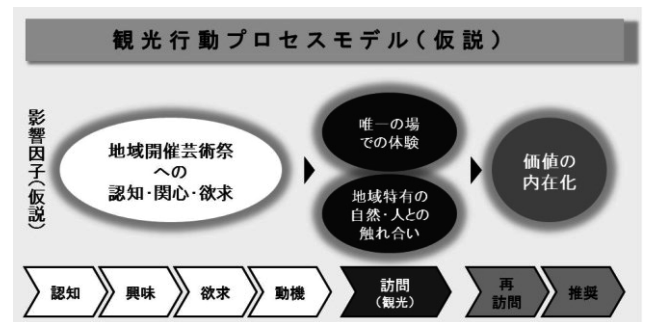 観光行動プロセスモデル(仮説)
影響因子(仮説)
地域開催芸術祭
への
認知・関心・欲求
唯一の場
での体験
地域特有の
自然・人との
触れ合い
価値の
内在化
認知
興味
欲求
動機
訪問
(観光)
再
訪問
推奨